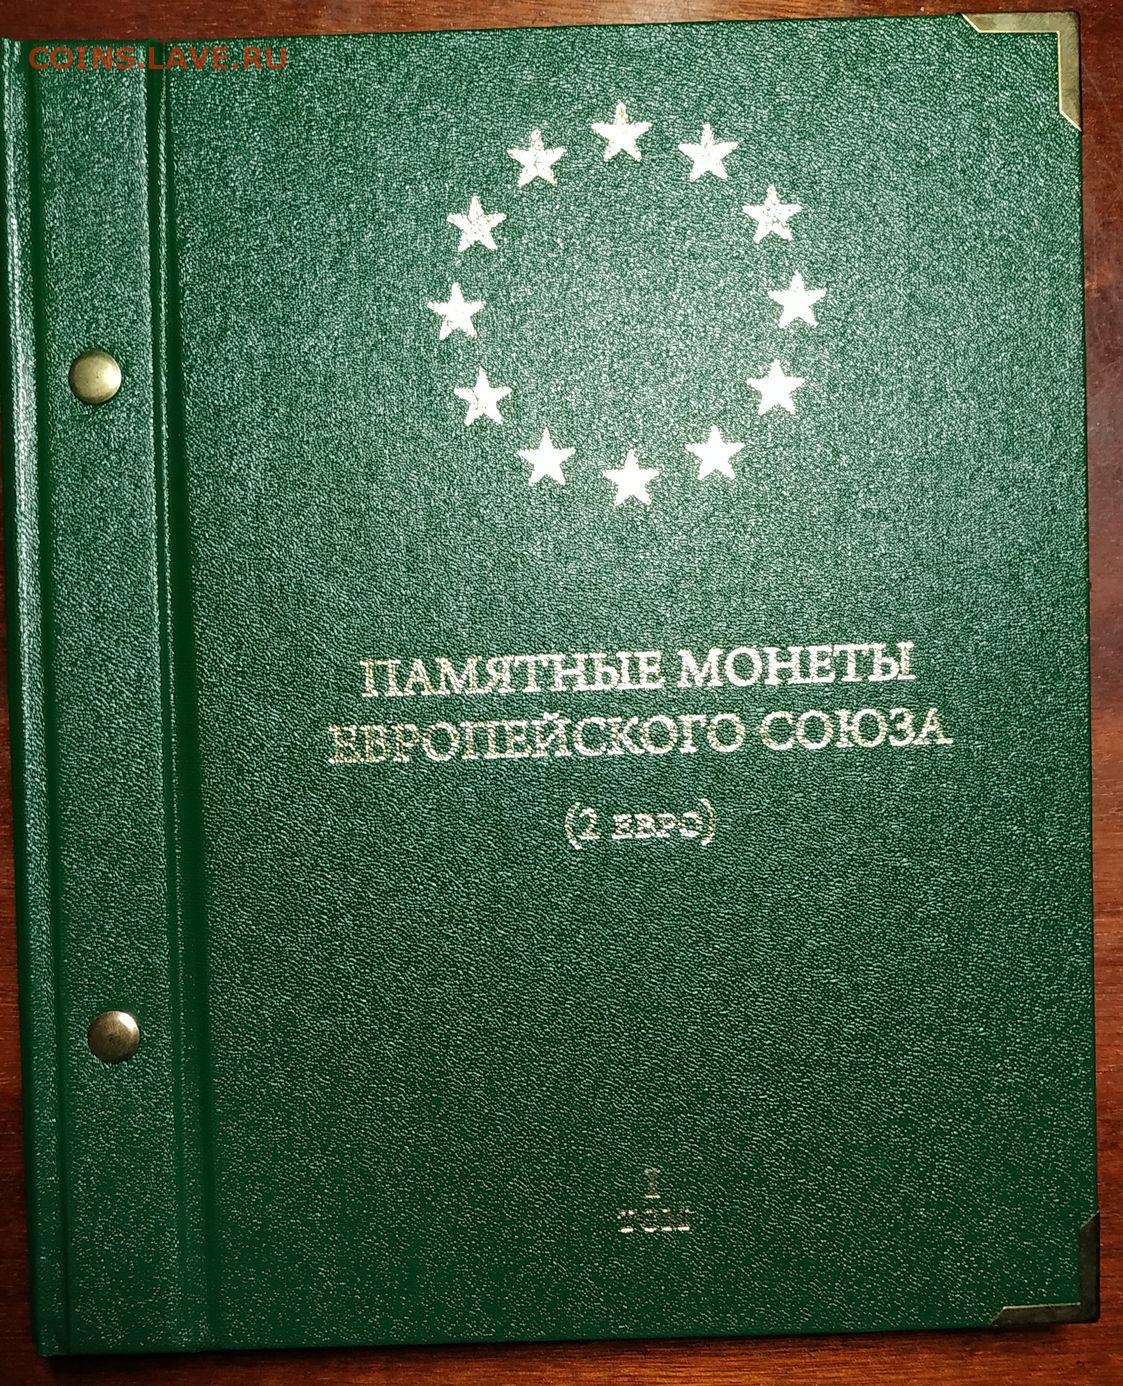 COINS.LAVE.RU
ПАМЯТНЫЕ МОНЕТЫ
ЕВРОПЕЙСКОГО СОЮЗА
(2 ЕВРО)
I
ТОМ